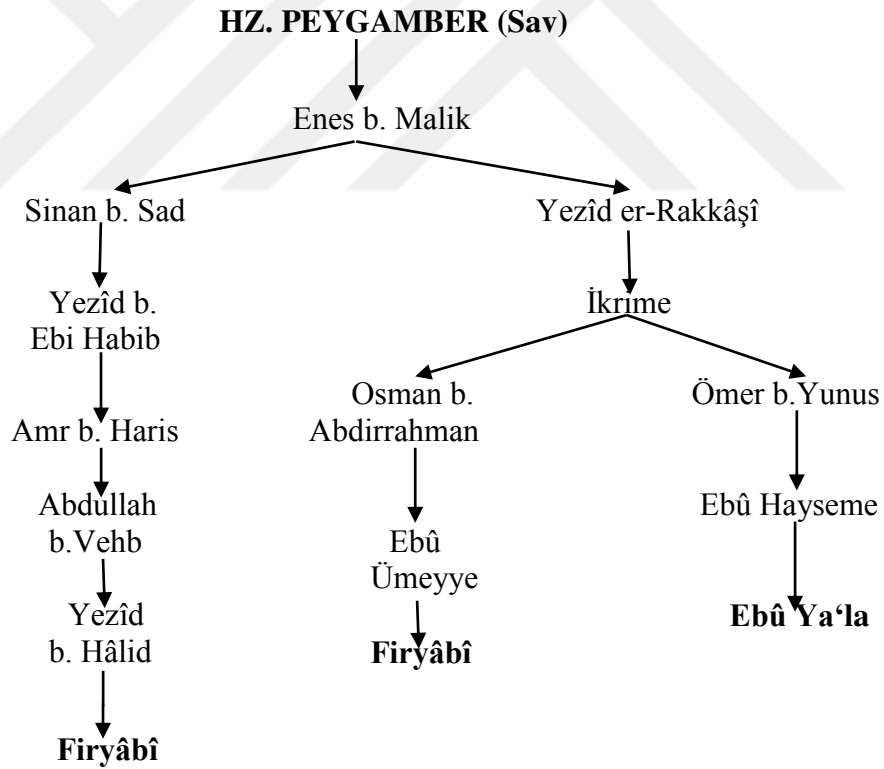 HZ. PEYGAMBER (Sav)
Enes b. Malik
Sinan b. Sad
Yezîd er-Rakkâşî
Yezîd b.
Ebi Habib
İkrime
Osman b.
Abdirrahman
Ömer b.Yunus
Amr b. Haris
Abdullah
b.Vehb
Ebû
Ümeyye
Ebû Hayseme
Yezîd
b. Hâlid
Firyâbî
Ebû Ya‘la
Firyâbî